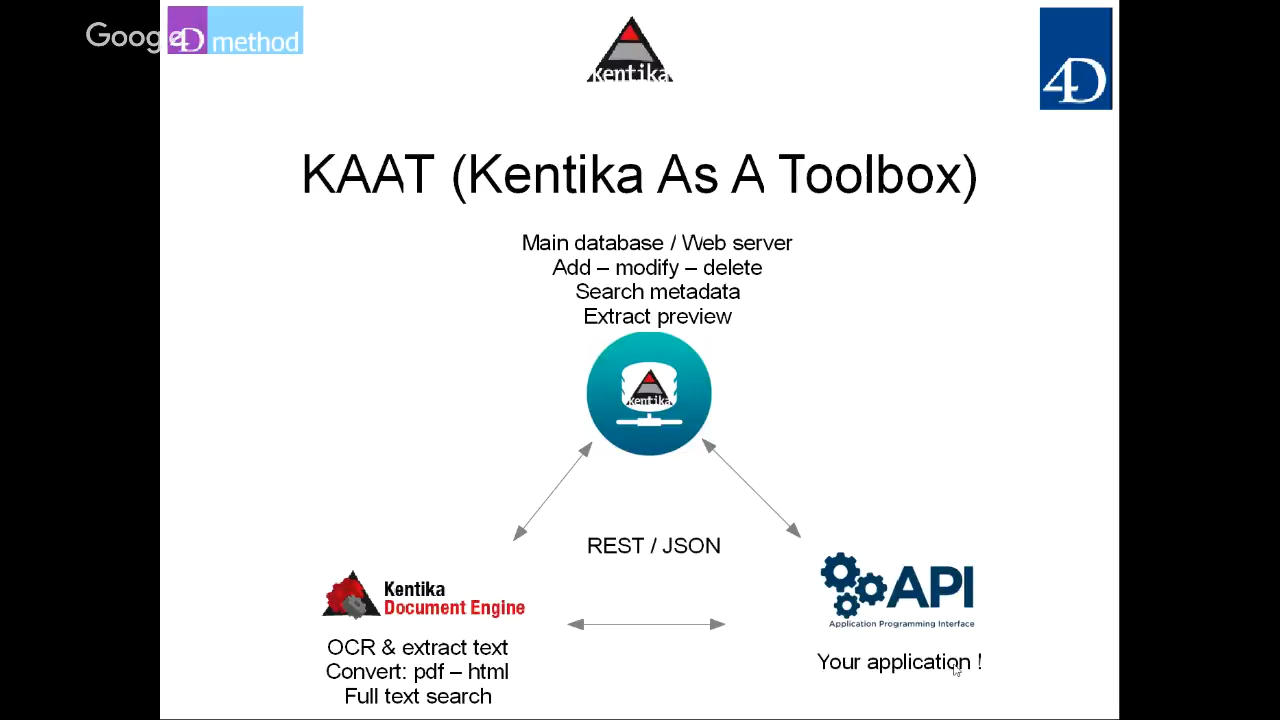 Google
4D method
kentika
4D
KAAT (Kentika As A Toolbox)
Main database / Web server
Add – modify – delete
Search metadata
Extract preview
kentika
REST / JSON
Kentika
Document Engine
API
Application Programming Interface
OCR & extract text
Convert: pdf – html
Full text search
Your application !